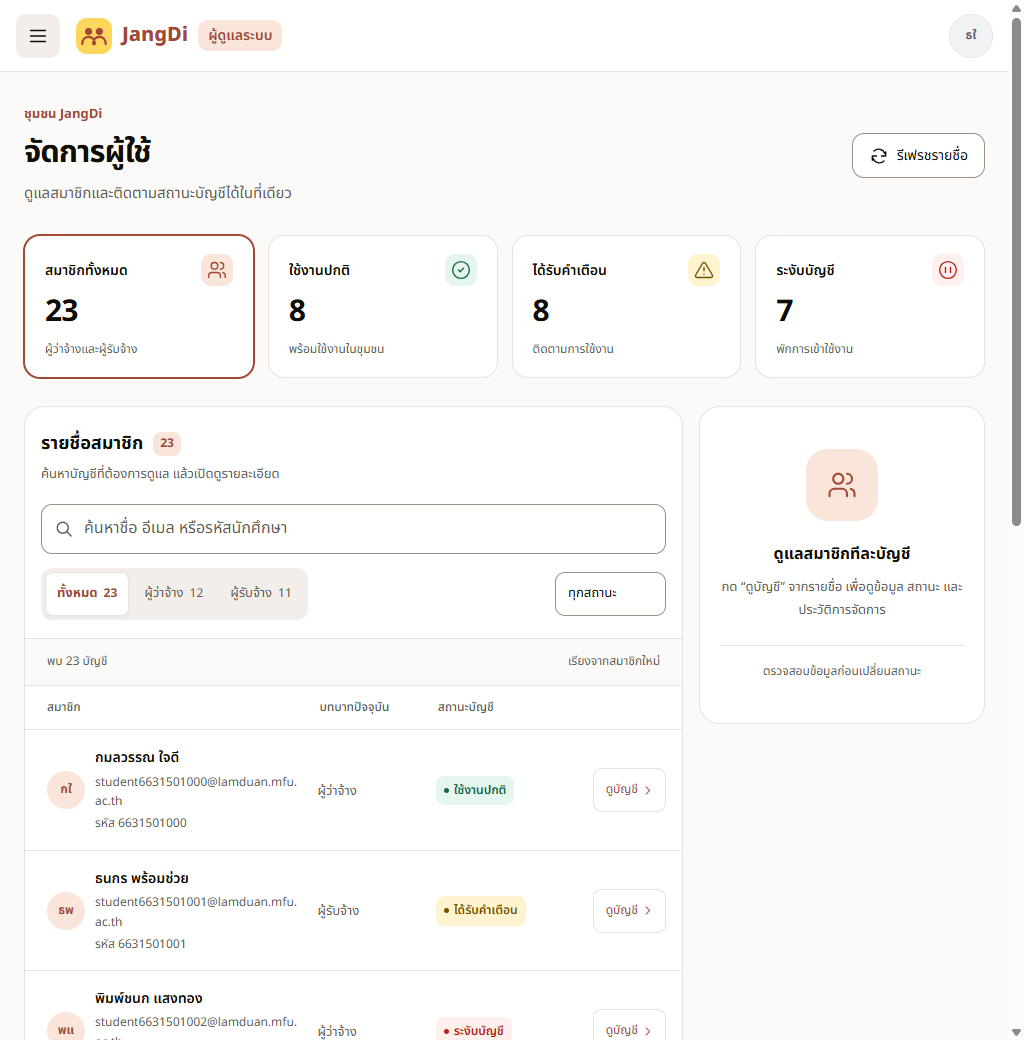 JangDi
ผู้ดูแลระบบ
ธใ
ชุมชน JangDi
จัดการผู้ใช้
ดูแลสมาชิกและติดตามสถานะบัญชีได้ในที่เดียว
รีเฟรชรายชื่อ
สมาชิกทั้งหมด
23
ผู้ว่าจ้างและผู้รับจ้าง
ใช้งานปกติ
8
พร้อมใช้งานในชุมชน
ได้รับคำเตือน
8
ติดตามการใช้งาน
ระงับบัญชี
7
พักการเข้าใช้งาน
รายชื่อสมาชิก 23
ค้นหาบัญชีที่ต้องการดูแล แล้วเปิดดูรายละเอียด
ค้นหาชื่อ อีเมล หรือรหัสนักศึกษา
ทั้งหมด 23
ผู้ว่าจ้าง 12
ผู้รับจ้าง 11
ทุกสถานะ
พบ 23 บัญชี
เรียงจากสมาชิกใหม่
สมาชิก
บทบาทปัจจุบัน
สถานะบัญชี
กใ
กมลวรรณ ใจดี
student6631501000@lamduan.mfu.
ac.th
รหัส 6631501000
ผู้ว่าจ้าง
ใช้งานปกติ
ดูบัญชี
ธพ
ธนกร พร้อมช่วย
student6631501001@lamduan.mfu.
ac.th
รหัส 6631501001
ผู้รับจ้าง
ได้รับคำเตือน
ดูบัญชี
พแ
พิมพ์ชนก แสงทอง
student6631501002@lamduan.mfu.
ac.th
ผู้ว่าจ้าง
ระงับบัญชี
ดูบัญชี
ดูแลสมาชิกทีละบัญชี
กด “ดูบัญชี” จากรายชื่อ เพื่อดูข้อมูล สถานะ และ
ประวัติการจัดการ
ตรวจสอบข้อมูลก่อนเปลี่ยนสถานะ